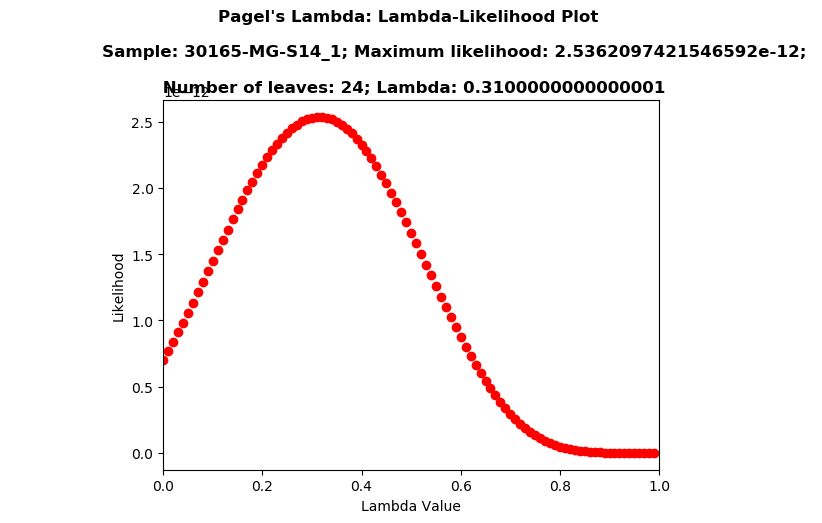 Pagel's Lambda: Lambda-Likelihood Plot
Sample: 30165-MG-S14_1; Maximum likelihood: 2.5362097421546592e-12;
Number of leaves: 24; Lambda: 0.3100000000000001
1e−12
2.5
2.0
1.5
1.0
0.5
0.0
Likelihood
0.0 0.2 0.4 0.6 0.8 1.0
Lambda Value